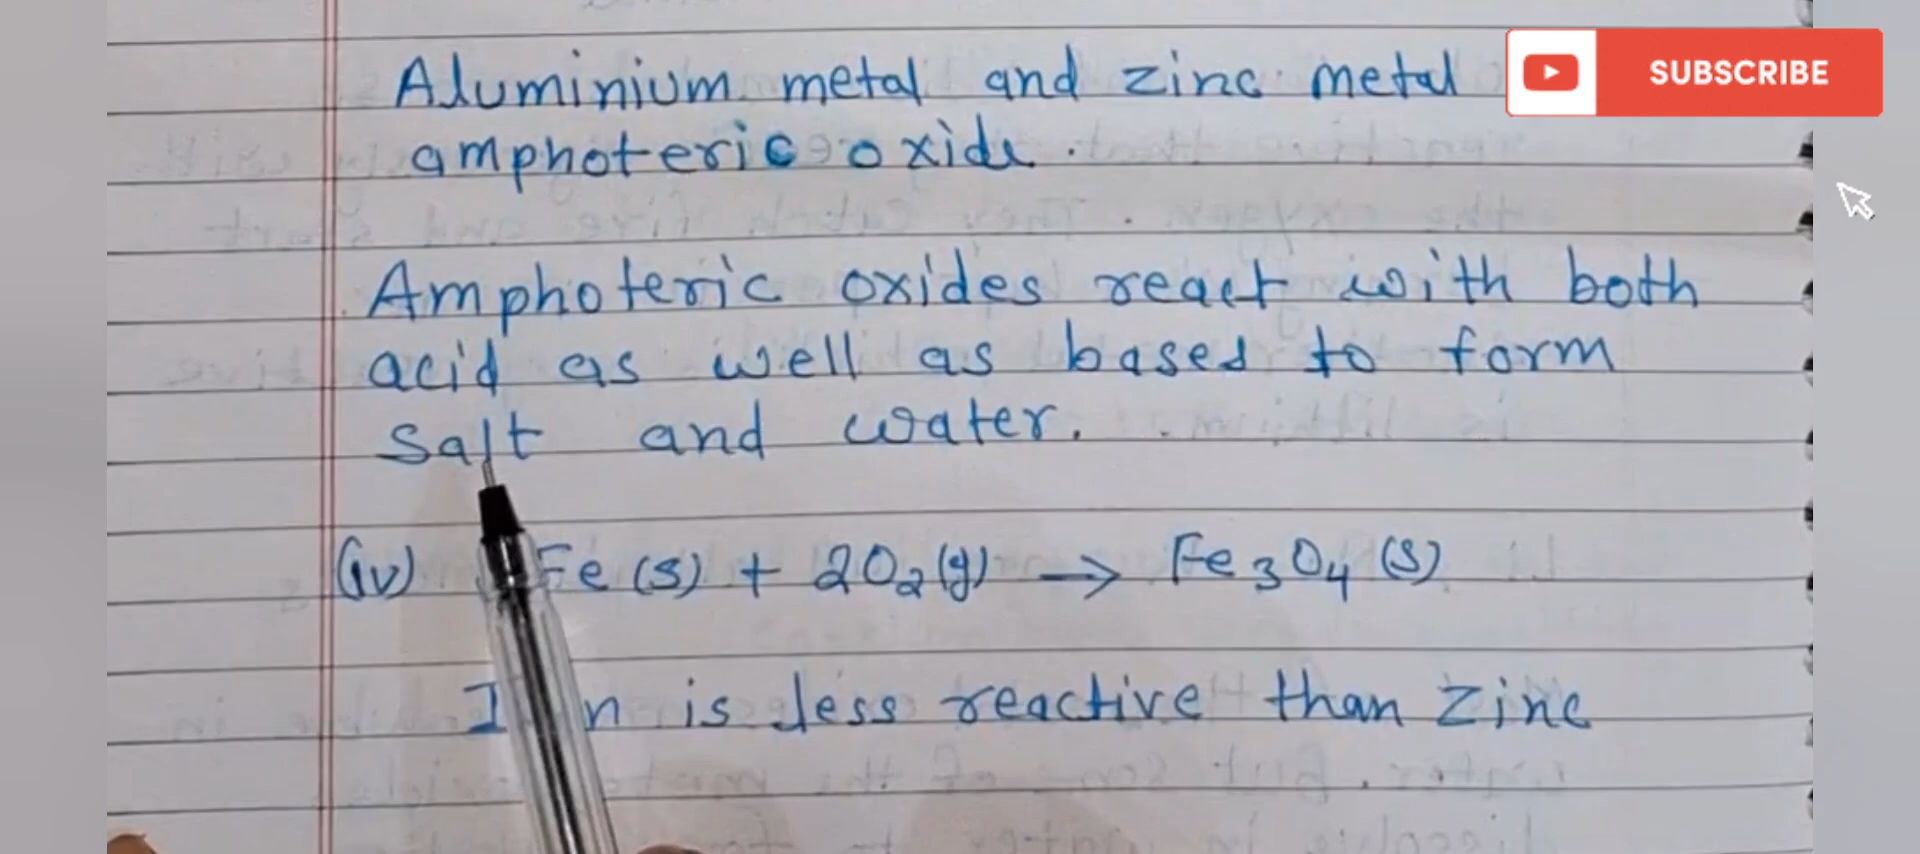 Aluminium metal and zinc metal
SUBSCRIBE
amphoteric oxide.
Amphoteric oxides react with both
acid as well as based to form
salt and water.
(iv) Fe (s) + 2O2 (g) → Fe3O4 (s)
is less reactive than zinc